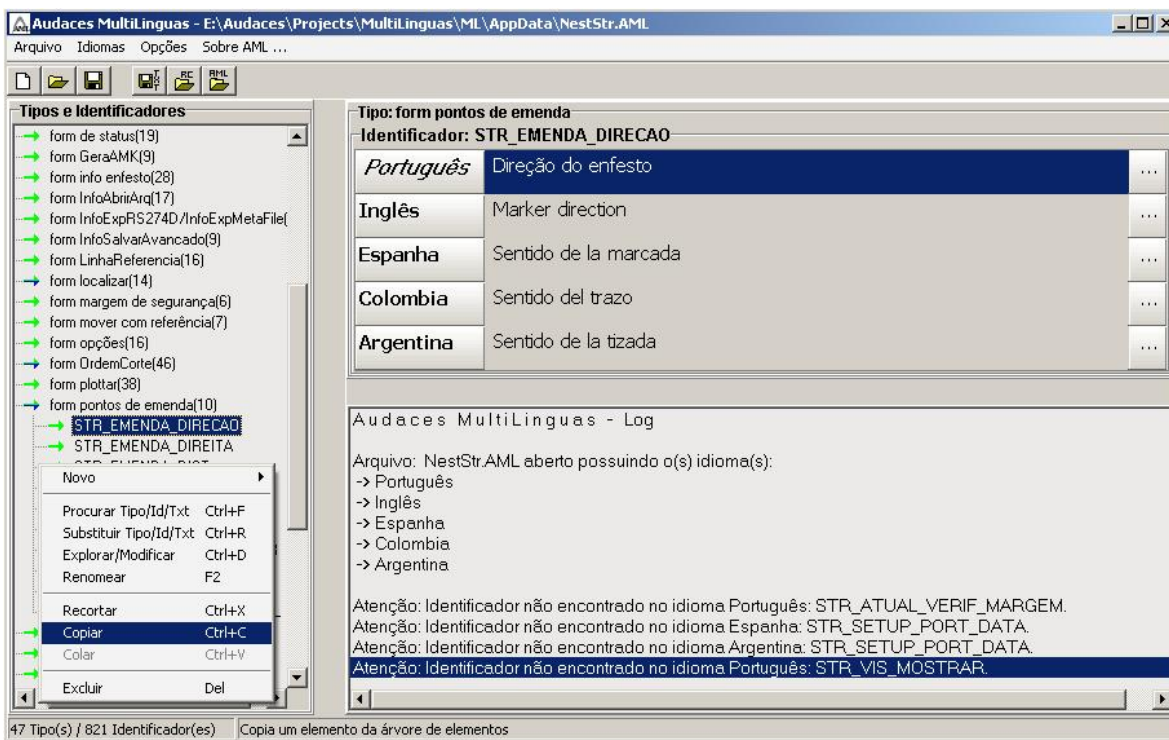 Audaces MultiLinguas - E:\Audaces\Projects\MultiLinguas\ML\AppData\NestStr.AML
Arquivo Idiomas Opções Sobre AML ...
Tipos e Identificadores
form de status(19)
form GeraAMK(9)
form info enfesto(28)
form InfoAbrirArq(17)
form InfoExpRS274D/InfoExpMetaFile(
form InfoSalvarAvancado(9)
form LinhaReferencia(16)
form localizar(14)
form margem de segurança(6)
form mover com referência(7)
form opções(16)
form OrdemCorte(46)
form plottar(38)
form pontos de emenda(10)
STR_EMENDA_DIRECAO
STR_EMENDA_DIREITA
Novo
Procurar Tipo/Id/Txt Ctrl+F
Substituir Tipo/Id/Txt Ctrl+R
Explorar/Modificar Ctrl+D
Renomear F2
Recortar Ctrl+X
Copiar Ctrl+C
Colar Ctrl+V
Excluir Del
Tipo: form pontos de emenda
Identificador: STR_EMENDA_DIRECAO
Português Direção do enfesto ...
Inglês Marker direction ...
Espanha Sentido de la marcada ...
Colombia Sentido del trazo ...
Argentina Sentido de la tizada ...
Audaces MultiLinguas - Log
Arquivo: NestStr.AML aberto possuindo o(s) idioma(s):
-> Português
-> Inglês
-> Espanha
-> Colombia
-> Argentina
Atenção: Identificador não encontrado no idioma Português: STR_ATUAL_VERIF_MARGEM.
Atenção: Identificador não encontrado no idioma Espanha: STR_SETUP_PORT_DATA.
Atenção: Identificador não encontrado no idioma Argentina: STR_SETUP_PORT_DATA.
Atenção: Identificador não encontrado no idioma Português: STR_VIS_MOSTRAR.
47 Tipo(s) / 821 Identificador(es) Copia um elemento da árvore de elementos